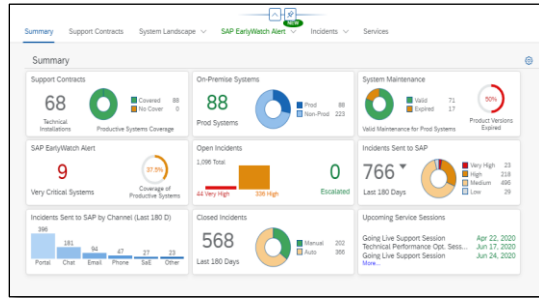 NEW
Summary Support Contracts System Landscape SAP EarlyWatch Alert Incidents Services
Summary
Support Contracts
68
Technical
Installations
Covered 88
No Cover 0
Productive Systems Coverage
On-Premise Systems
88
Prod Systems
Prod 88
Non-Prod 223
System Maintenance
Valid 71
Expired 17
Valid Maintenance for Prod Systems
50%
Product Versions
Expired
SAP EarlyWatch Alert
9
Very Critical Systems
37.5%
Coverage of
Productive Systems
Open Incidents
1,096 Total
44 Very High
336 High
0
Escalated
Incidents Sent to SAP
766
Last 180 Days
Very High 23
High 218
Medium 496
Low 29
Incidents Sent to SAP by Channel (Last 180 D)
398
181
94
47
27
23
Portal Chat Email Phone SaE Other
Closed Incidents
568
Last 180 Days
Manual 202
Auto 366
Upcoming Service Sessions
Going Live Support Session Apr 22, 2020
Technical Performance Opt. Sess... Jun 17, 2020
Going Live Support Session Jun 24, 2020
More...